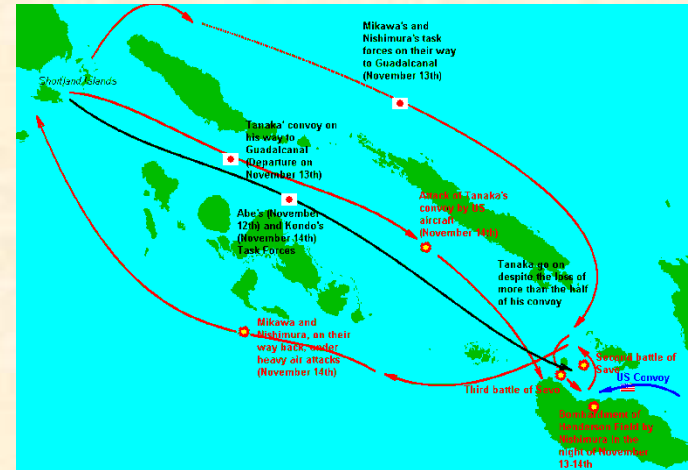 Mikawa's and
Nishimura's task
forces on their way
to Guadalcanal
(November 13th)
Shortland Islands
Tanaka' convoy on
his way to
Guadalcanal
(Departure on
November 13th)
Attack of Tanaka's
convoy by US
aircraft
(November 14th)
Abe's (November
12th) and Kondo's
(November 14th)
Task Forces
Tanaka go on
despite the loss of
more than the half
of his convoy
Mikawa and
Nishimura, on their
way back, under
heavy air attacks
(November 14th)
Second battle of
Savo
US Convoy
Third battle of Savo
Bombardment of
Henderson Field by
Nishimura in the
night of November
13-14th